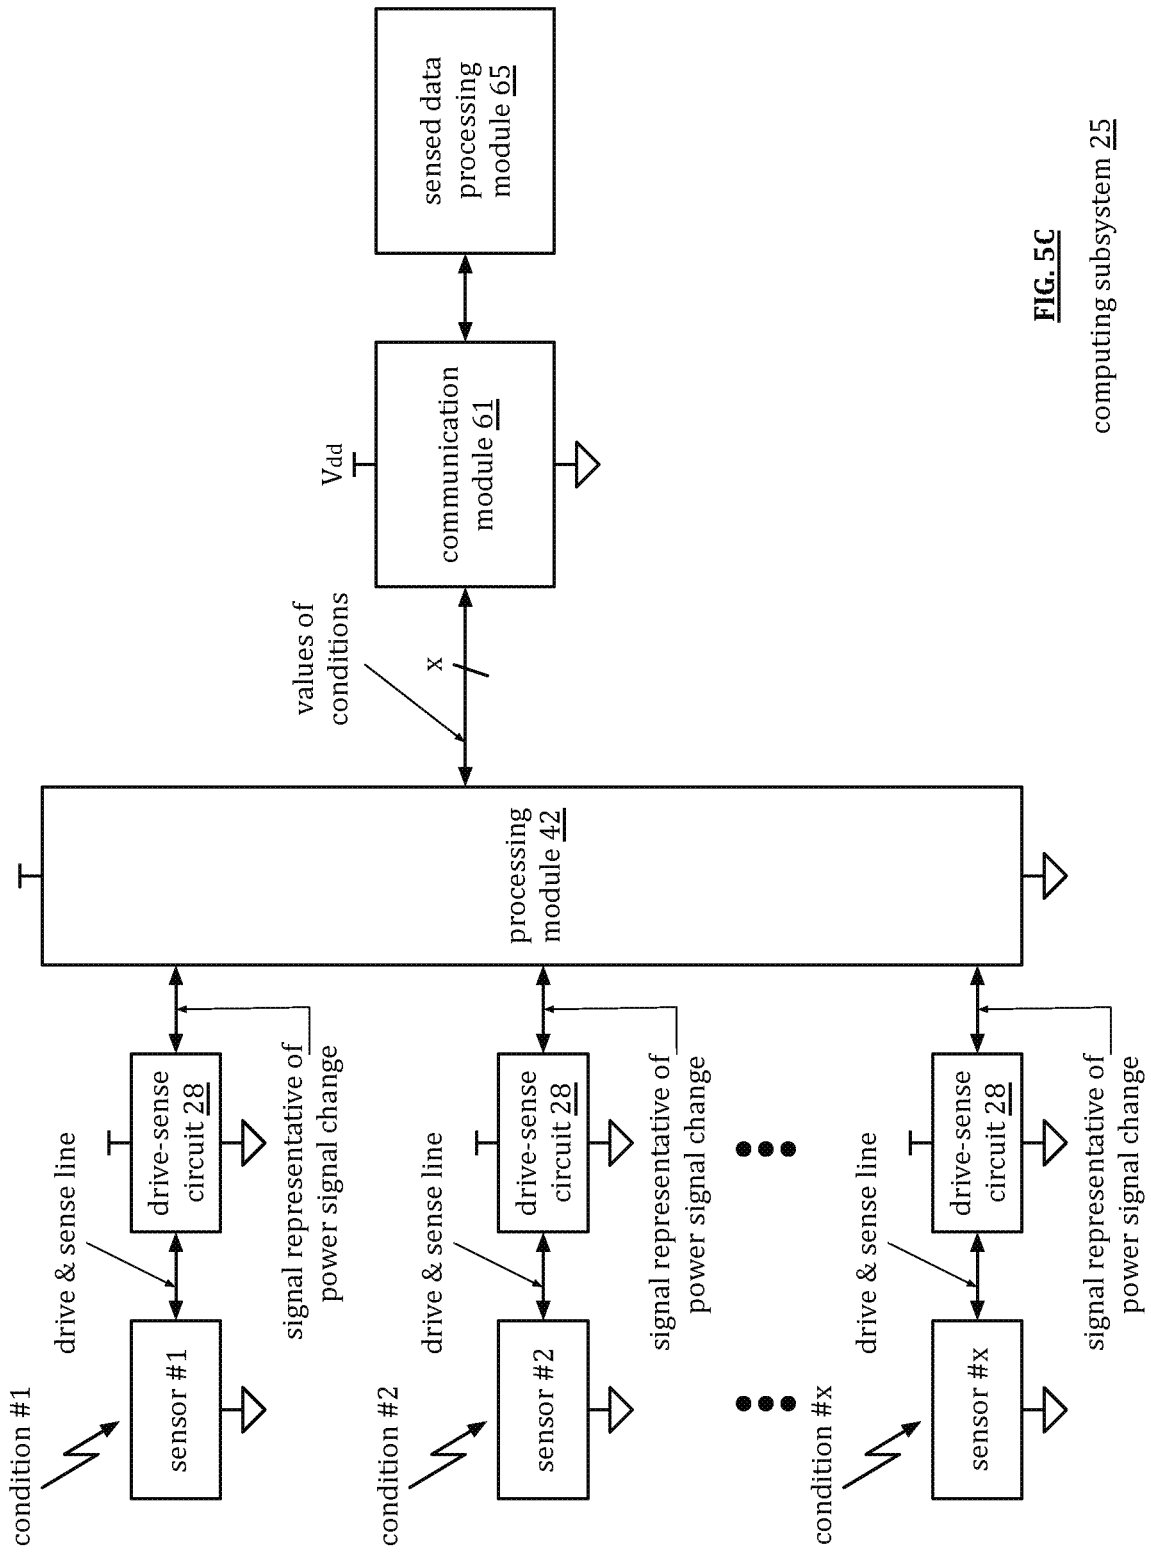 condition #1
sensor #1
drive & sense line
drive-sense
circuit 28
signal representative of
power signal change
condition #2
sensor #2
drive & sense line
drive-sense
circuit 28
signal representative of
power signal change
condition #x
sensor #x
drive & sense line
drive-sense
circuit 28
signal representative of
power signal change
processing
module 42
values of
conditions
x
Vdd
communication
module 61
sensed data
processing
module 65
FIG. 5C
computing subsystem 25